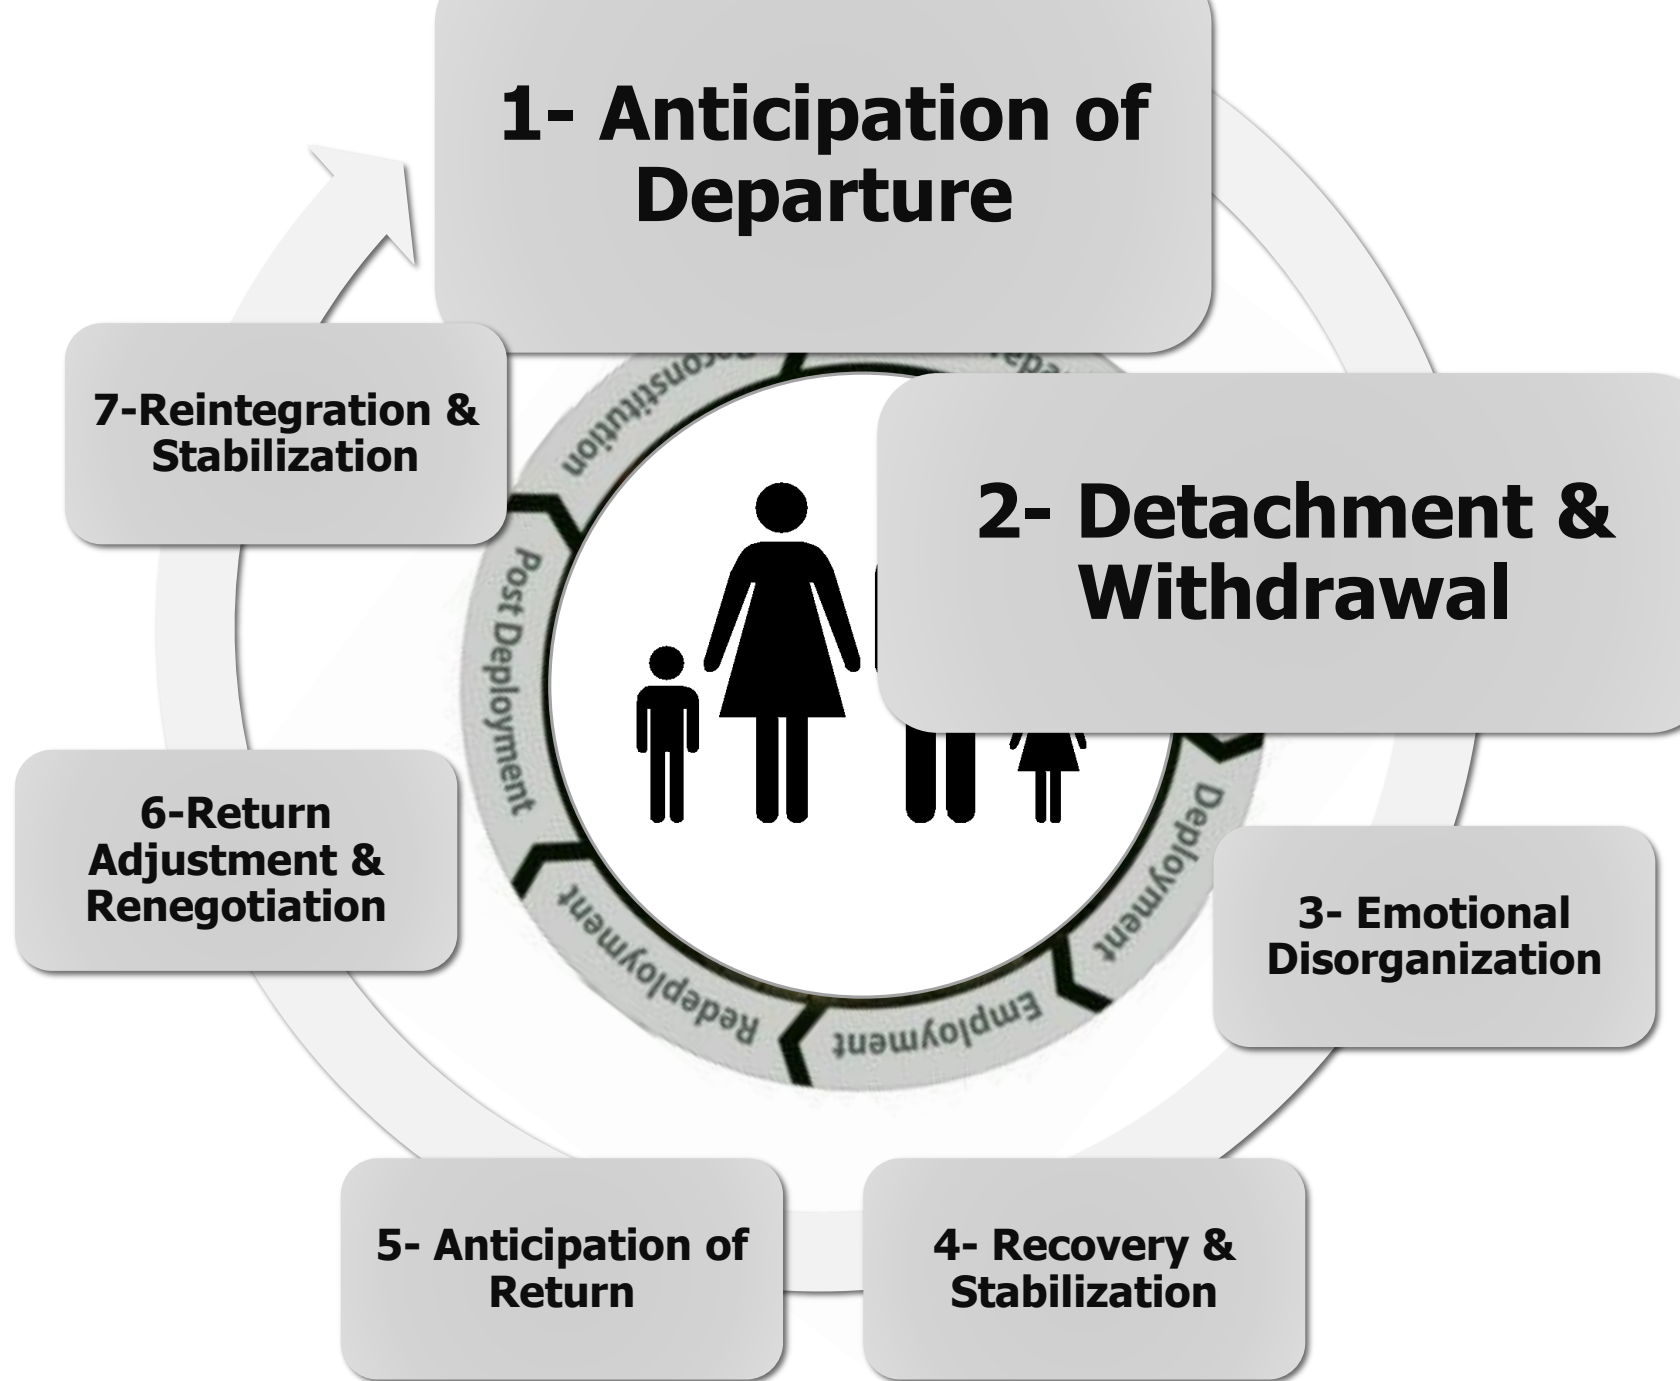 1- Anticipation of
Departure
2- Detachment &
Withdrawal
3- Emotional
Disorganization
4- Recovery &
Stabilization
5- Anticipation of
Return
6-Return
Adjustment &
Renegotiation
7-Reintegration &
Stabilization
Deployment
Employment
Redeployment
Post Deployment